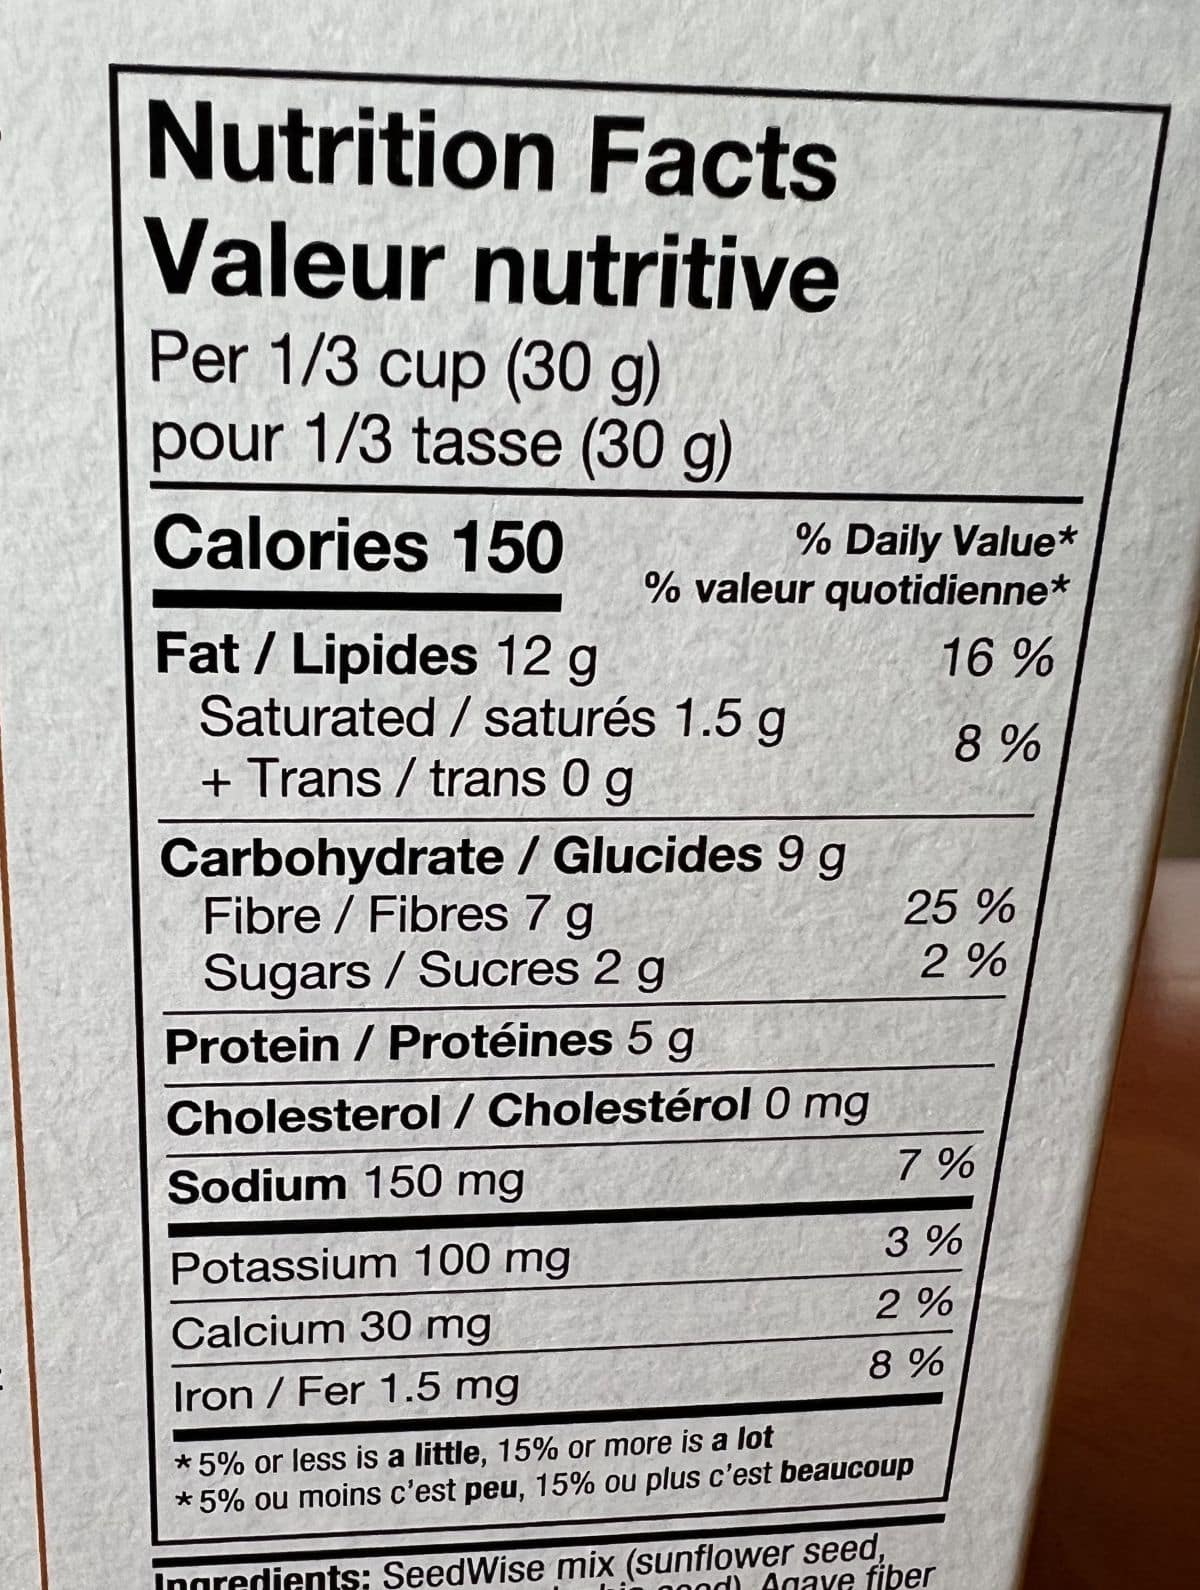 Nutrition Facts
Valeur nutritive
Per 1/3 cup (30 g)
pour 1/3 tasse (30 g)
Calories 150
% Daily Value*
% valeur quotidienne*
Fat / Lipides 12 g 16 %
Saturated / saturés 1.5 g
+ Trans / trans 0 g 8 %
Carbohydrate / Glucides 9 g
Fibre / Fibres 7 g 25 %
Sugars / Sucres 2 g 2 %
Protein / Protéines 5 g
Cholesterol / Cholestérol 0 mg
Sodium 150 mg 7 %
Potassium 100 mg 3 %
Calcium 30 mg 2 %
Iron / Fer 1.5 mg 8 %
*5% or less is a little, 15% or more is a lot
*5% ou moins c'est peu, 15% ou plus c'est beaucoup
Ingredients: SeedWise mix (sunflower seed,
Agave fiber